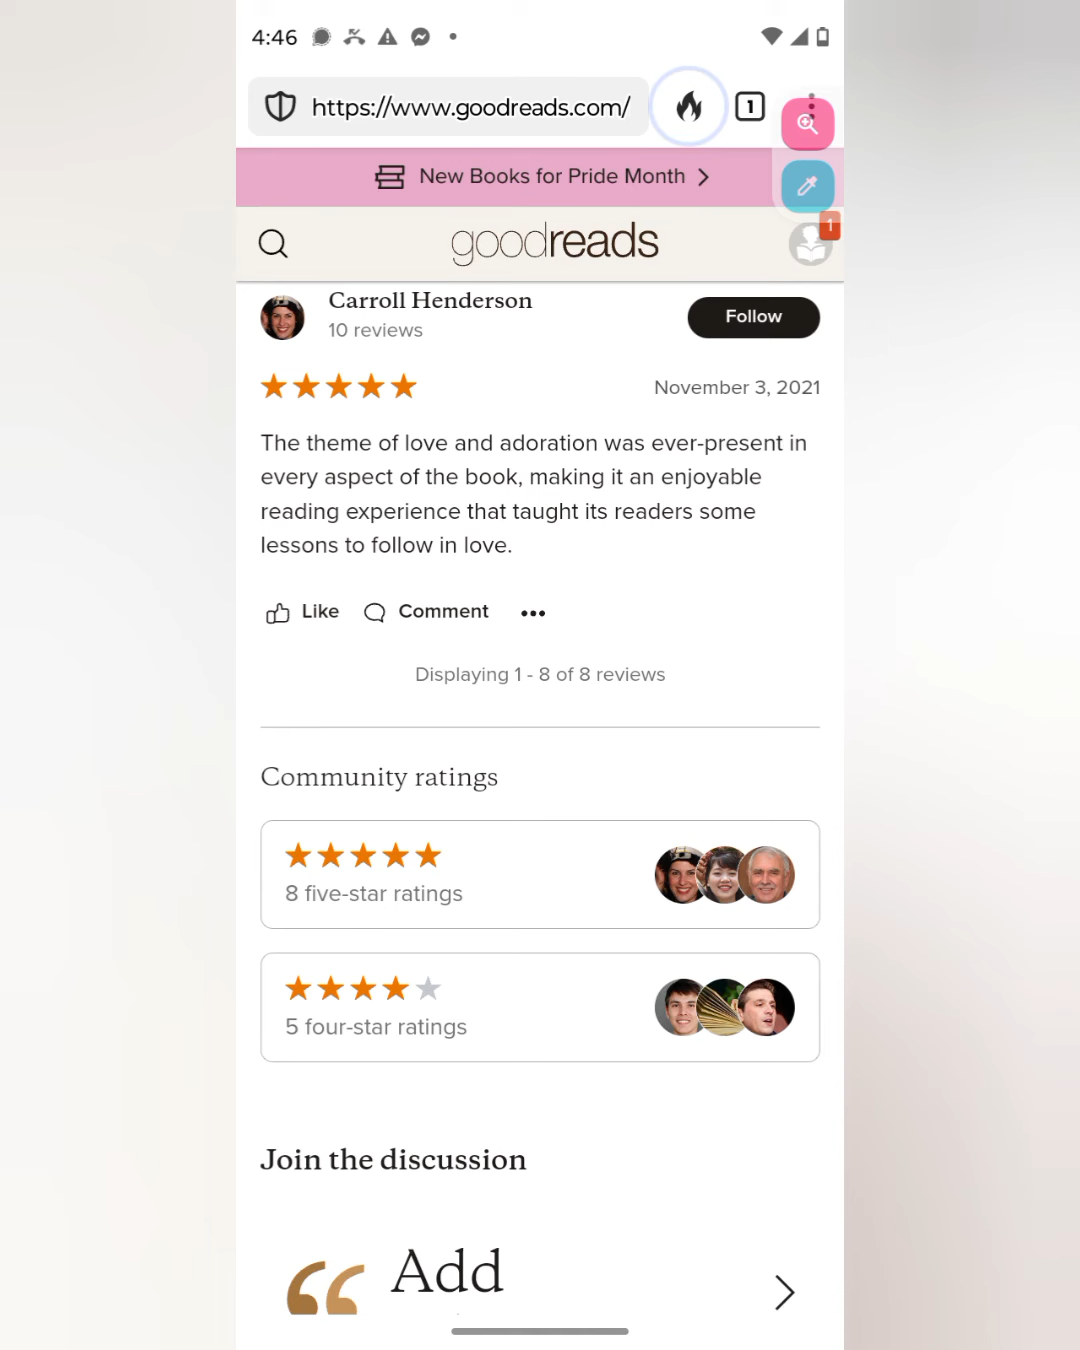 4:46
https://www.goodreads.com/
1
New Books for Pride Month
goodreads
1
Carroll Henderson
10 reviews
Follow
November 3, 2021
The theme of love and adoration was ever-present in
every aspect of the book, making it an enjoyable
reading experience that taught its readers some
lessons to follow in love.
Like
Comment
Displaying 1 - 8 of 8 reviews
Community ratings
8 five-star ratings
5 four-star ratings
Join the discussion
Add